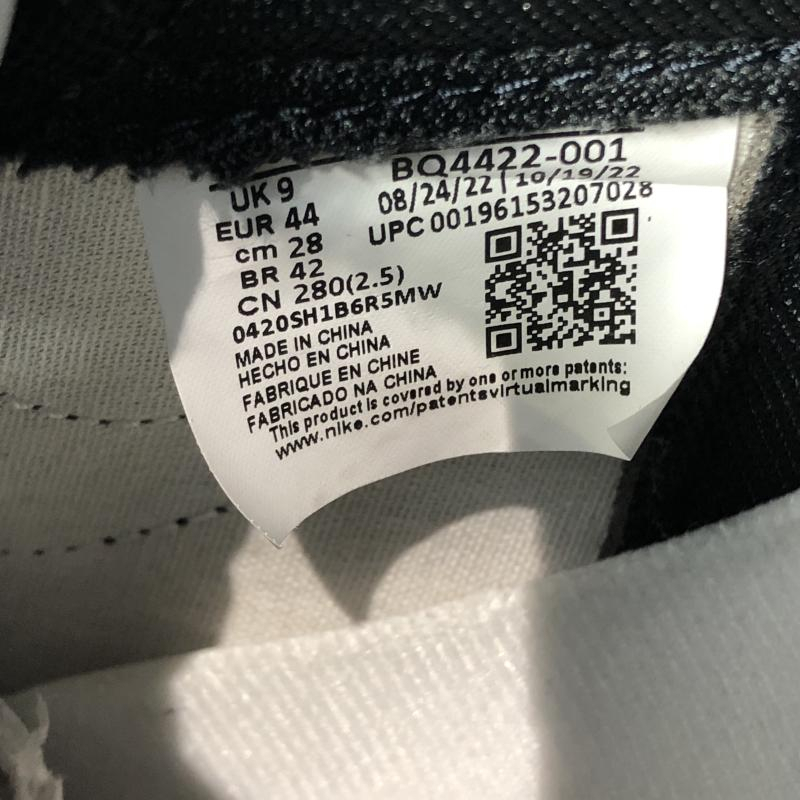 BQ4422-001
UK 9
08/24/22 | 10/19/22
EUR 44
UPC 00196153207028
cm 28
BR 42
CN 280(2.5)
0420SH1B6R5MW
MADE IN CHINA
HECHO EN CHINA
FABRIQUE EN CHINE
FABRICADO NA CHINA
This product is covered by one or more patents:
www.nike.com/patentsvirtualmarking